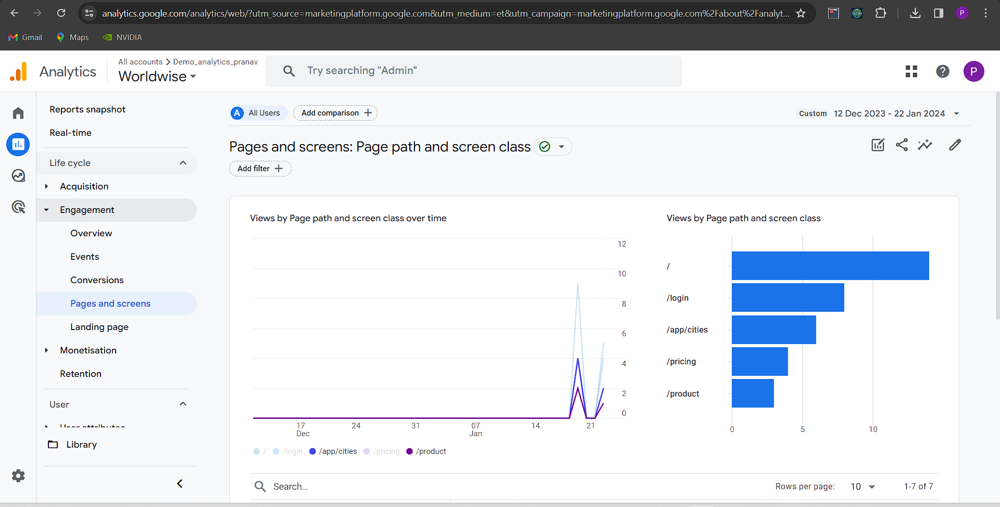 analytics.google.com/analytics/web/?utm_source=marketingplatform.google.com&utm_medium=et&utm_campaign=marketingplatform.google.com%2Fabout%2Fanalyt...
P
Gmail
Maps
NVIDIA
Analytics
All accounts > Demo_analytics_pranav
Worldwise
Try searching "Admin"
P
Reports snapshot
Real-time
Life cycle
Acquisition
Engagement
Overview
Events
Conversions
Pages and screens
Landing page
Monetisation
Retention
User
User attributes
Library
A All Users
Add comparison +
Custom 12 Dec 2023 - 22 Jan 2024
Pages and screens: Page path and screen class
Add filter +
Views by Page path and screen class over time
12
10
8
6
4
2
0
17 Dec
24
31
07 Jan
14
21
/ /login /app/cities /pricing /product
Views by Page path and screen class
/
/login
/app/cities
/pricing
/product
0 5 10
Search...
Rows per page: 10 1-7 of 7